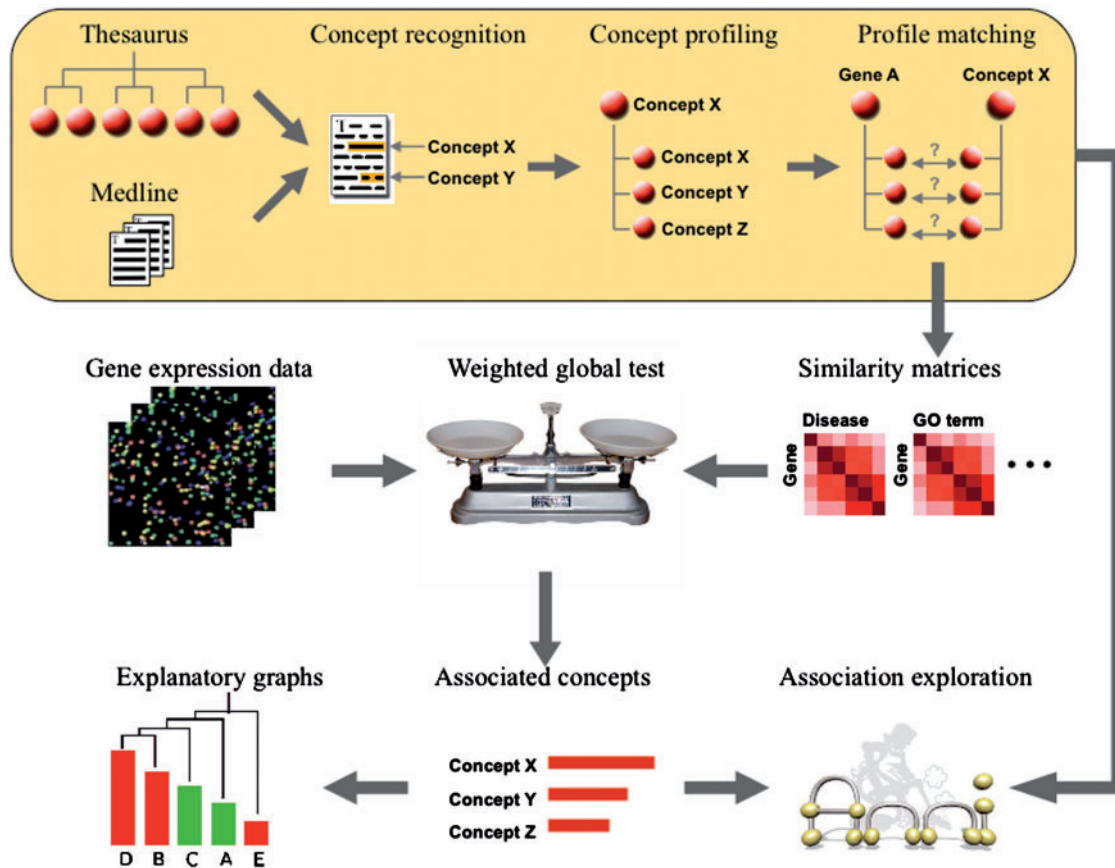 Thesaurus
Concept recognition
Concept profiling
Profile matching
Gene A
Concept X
Concept X
Concept X
Concept X
?
Concept Y
Concept Y
?
Medline
Concept Z
?
Gene expression data
Weighted global test
Similarity matrices
Disease
GO term
Gene
Gene
Explanatory graphs
Associated concepts
Association exploration
Concept X
Concept Y
Concept Z
D B C A E